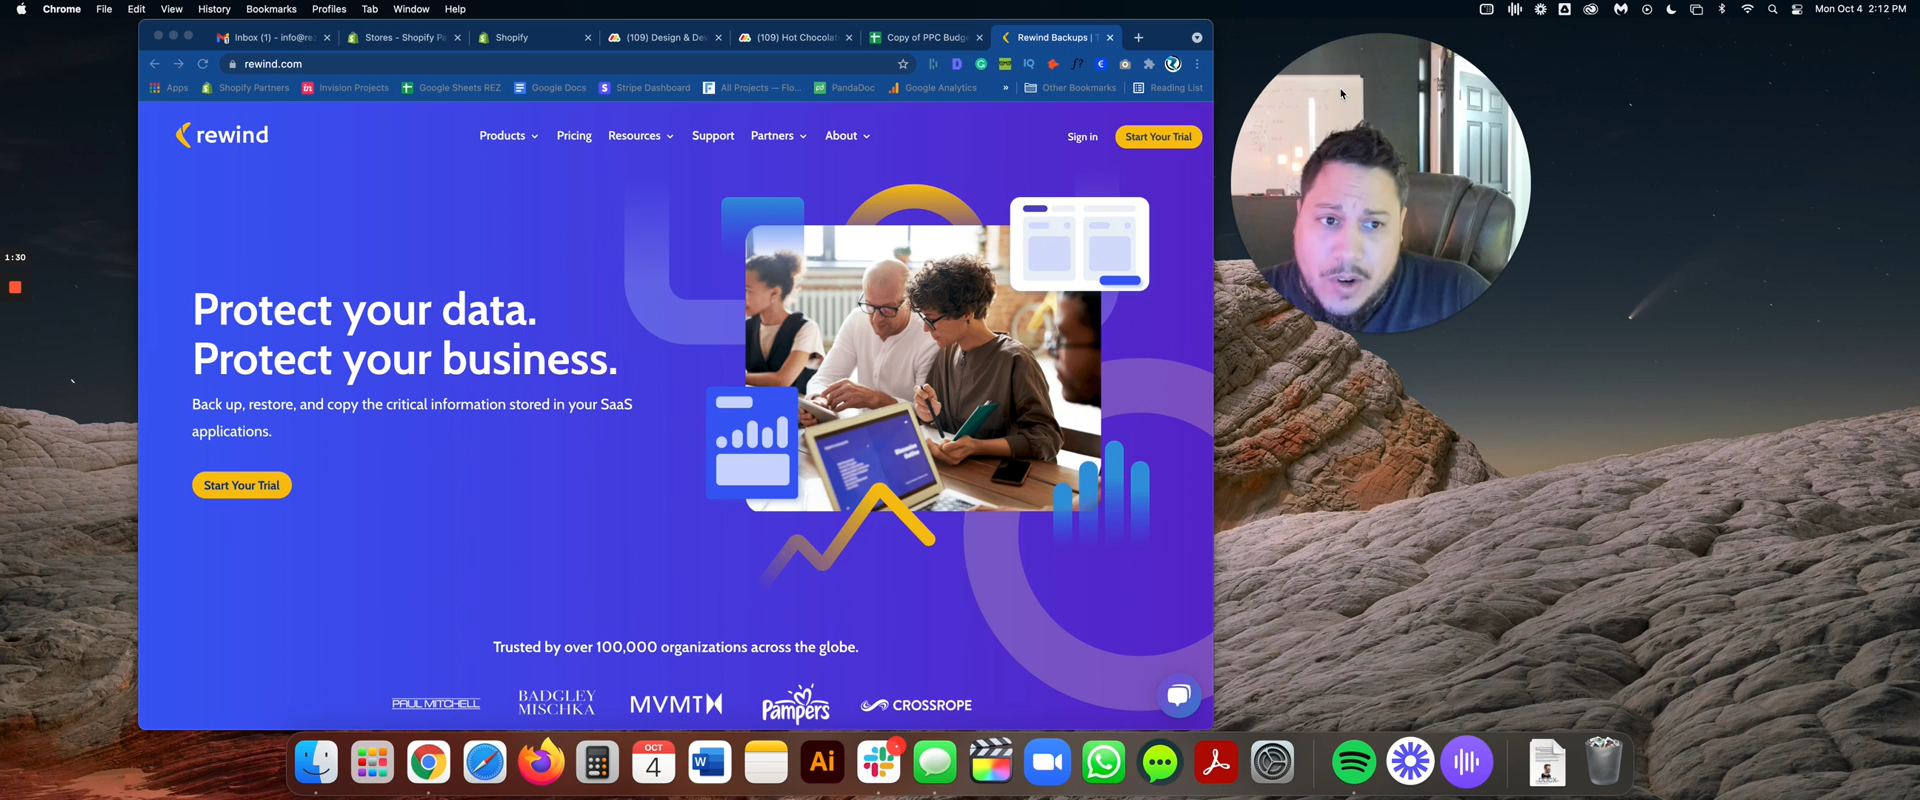 Chrome File Edit View History Bookmarks Profiles Tab Window Help
Mon Oct 4 2:12 PM
Inbox (1) - info@re
Stores - Shopify Pa
Shopify
(109) Design & De
(109) Hot Chocolat
Copy of PPC Budg
Rewind Backups | T
rewind.com
Apps
Shopify Partners
Invision Projects
Google Sheets REZ
Google Docs
Stripe Dashboard
All Projects — Flo...
PandaDoc
Google Analytics
»
Other Bookmarks
Reading List
rewind
Products
Pricing
Resources
Support
Partners
About
Sign in
Start Your Trial
1:30
Protect your data.
Protect your business.
Back up, restore, and copy the critical information stored in your SaaS
applications.
Start Your Trial
Trusted by over 100,000 organizations across the globe.
PAUL MITCHELL
BADGLEY
MISCHKA
MVMT
Pampers
CROSSROPE
OCT
4
W
Ai
DOCX